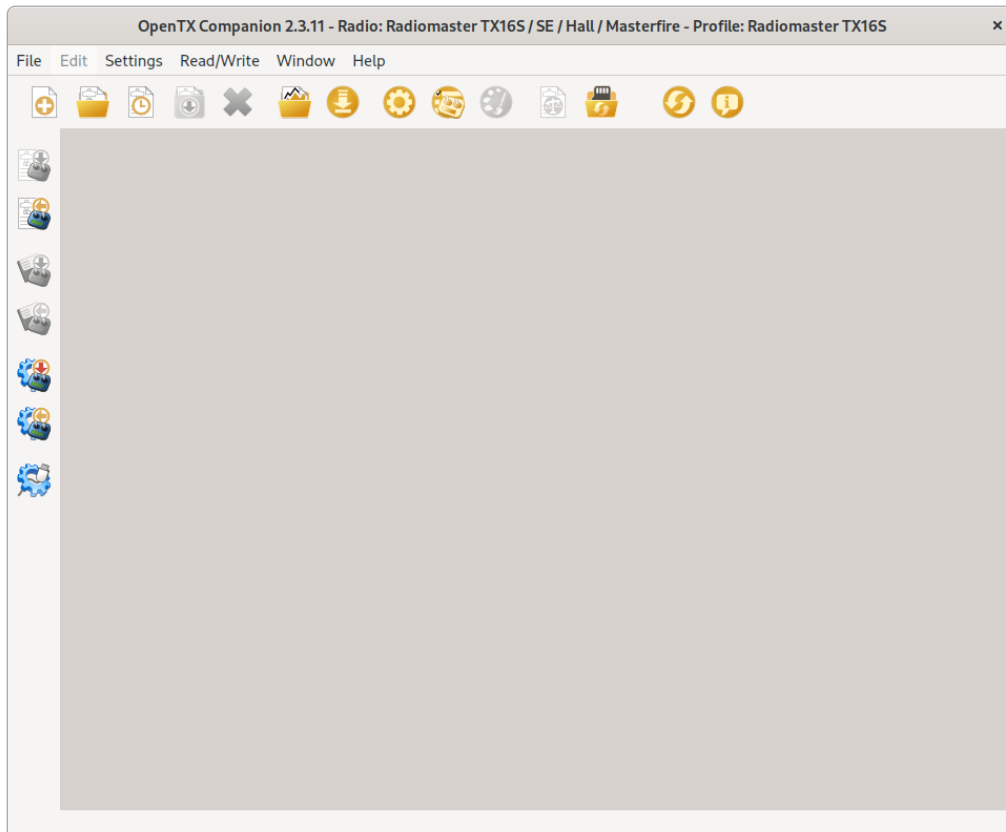 OpenTX Companion 2.3.11 - Radio: Radiomaster TX16S / SE / Hall / Masterfire - Profile: Radiomaster TX16S
File Edit Settings Read/Write Window Help